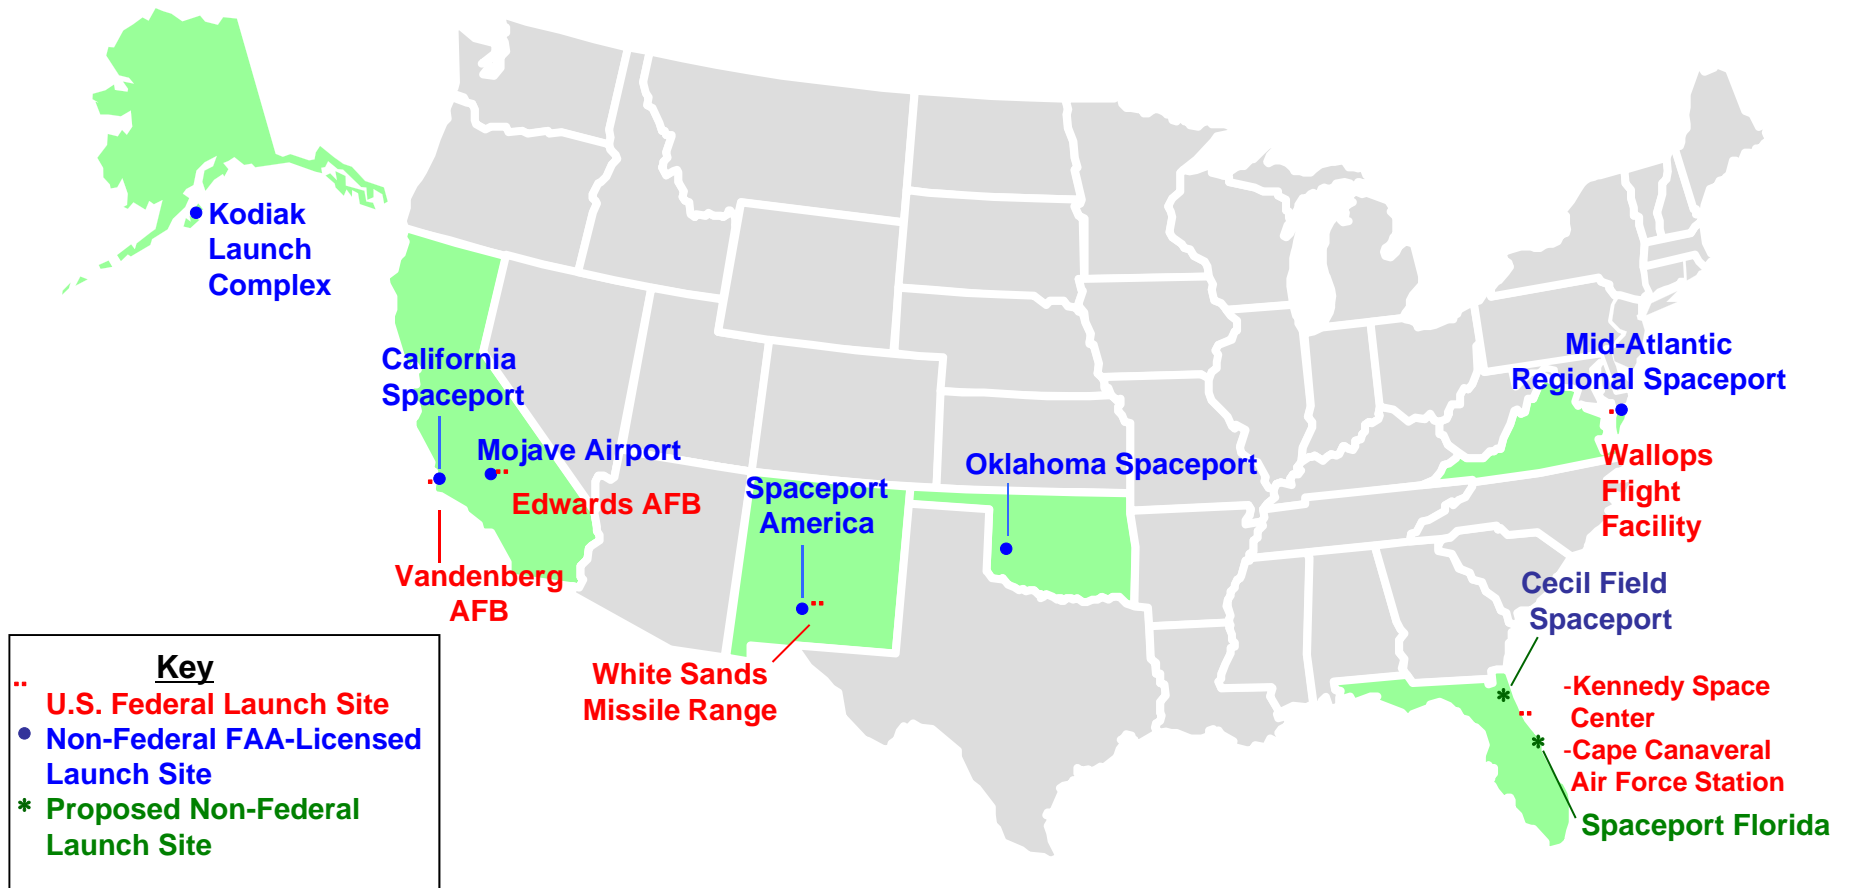 Kodiak
Launch
Complex
California
Spaceport
Mojave Airport
Edwards AFB
Vandenberg
AFB
Spaceport
America
White Sands
Missile Range
Oklahoma Spaceport
Mid-Atlantic
Regional Spaceport
Wallops
Flight
Facility
Cecil Field
Spaceport
-Kennedy Space
Center
-Cape Canaveral
Air Force Station
Spaceport Florida
Key
U.S. Federal Launch Site
Non-Federal FAA-Licensed
Launch Site
* Proposed Non-Federal
Launch Site